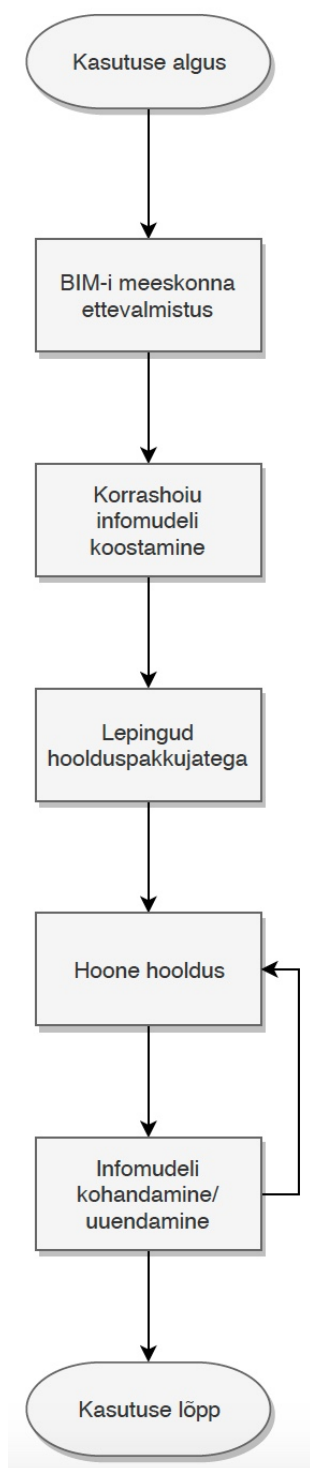 Kasutuse algus
BIM-i meeskonna
ettevalmistus
Korrashoiu
infomudeli
koostamine
Lepingud
hoolduspakkujatega
Hoone hooldus
Infomudeli
kohandamine/
uuendamine
Kasutuse lõpp